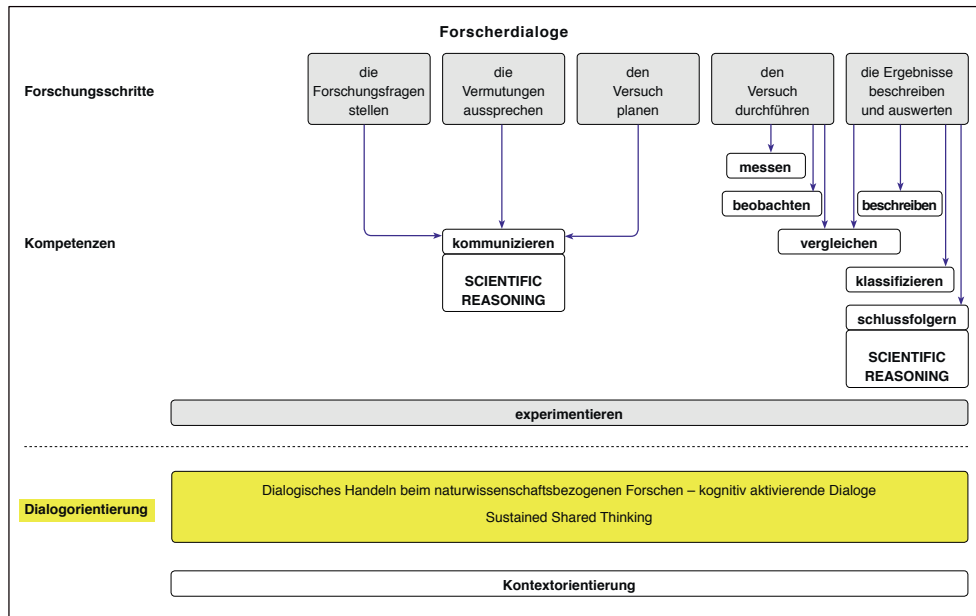 Forscherdialoge
Forschungsschritte
die
Forschungsfragen
stellen
die
Vermutungen
aussprechen
den
Versuch
planen
den
Versuch
durchführen
die Ergebnisse
beschreiben
und auswerten
messen
beobachten
beschreiben
Kompetenzen
kommunizieren
vergleichen
SCIENTIFIC
REASONING
klassifizieren
schlussfolgern
SCIENTIFIC
REASONING
experimentieren
Dialogorientierung
Dialogisches Handeln beim naturwissenschaftsbezogenen Forschen – kognitiv aktivierende Dialoge
Sustained Shared Thinking
Kontextorientierung